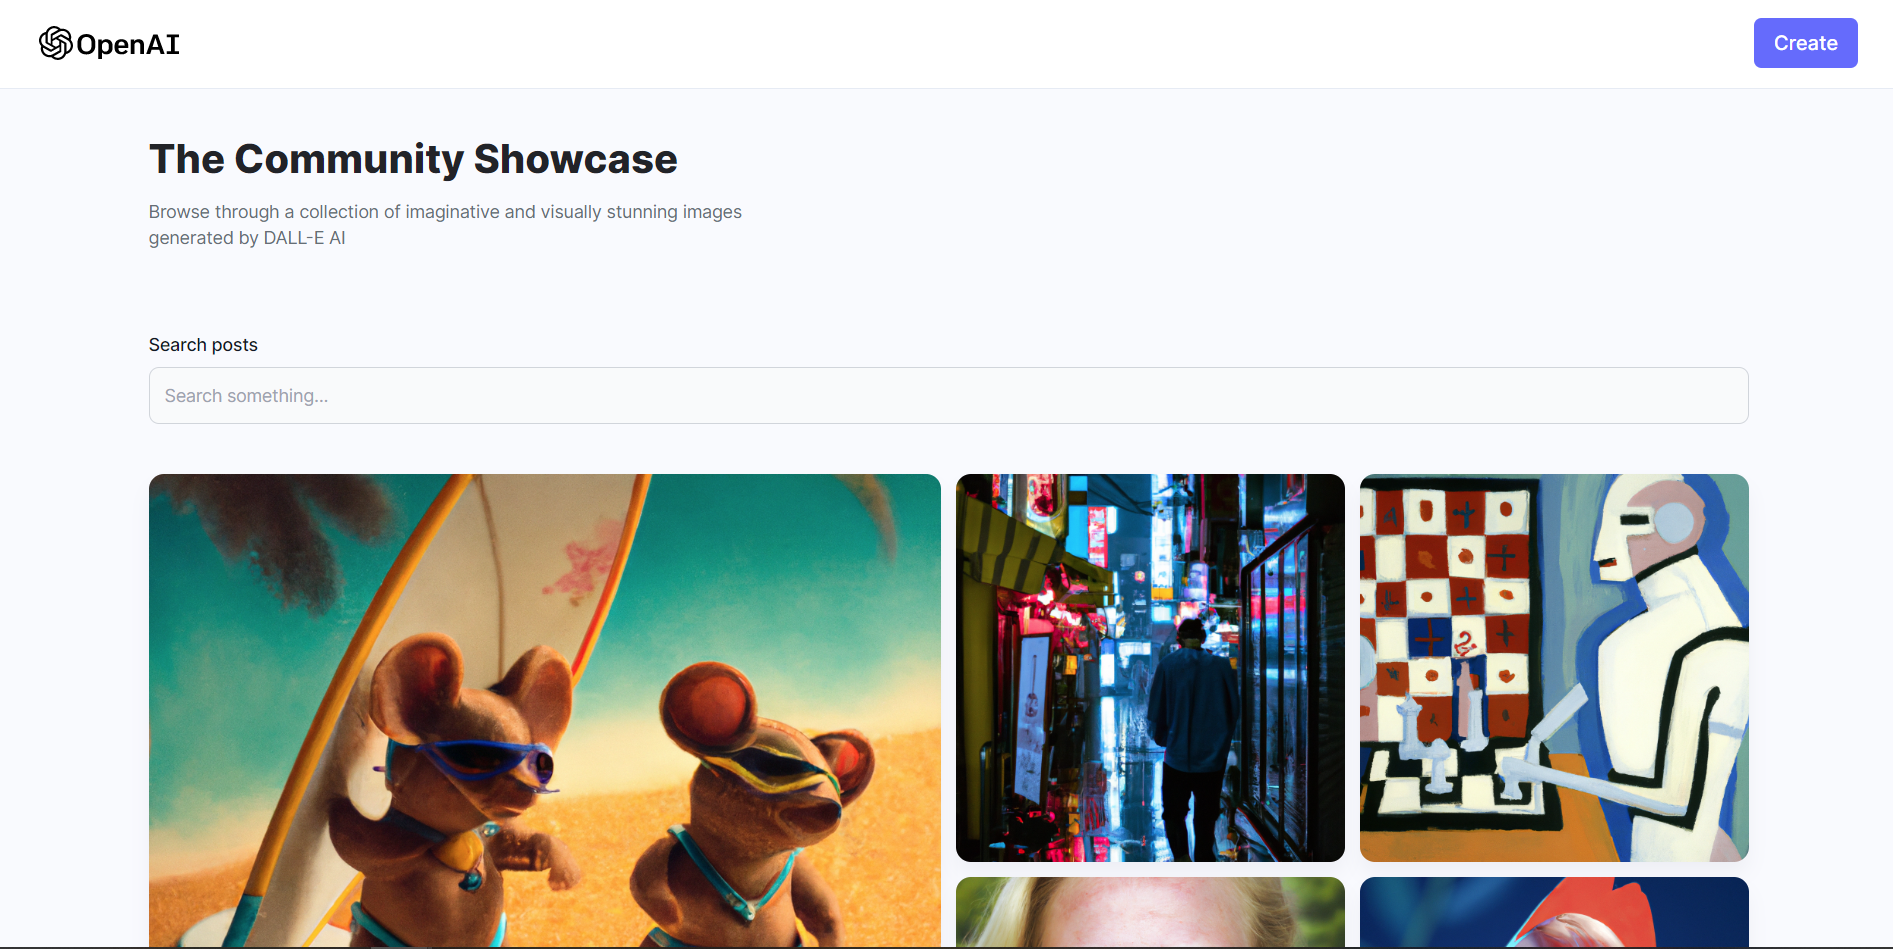 OpenAI
Create
The Community Showcase
Browse through a collection of imaginative and visually stunning images
generated by DALL-E AI
Search posts
Search something...